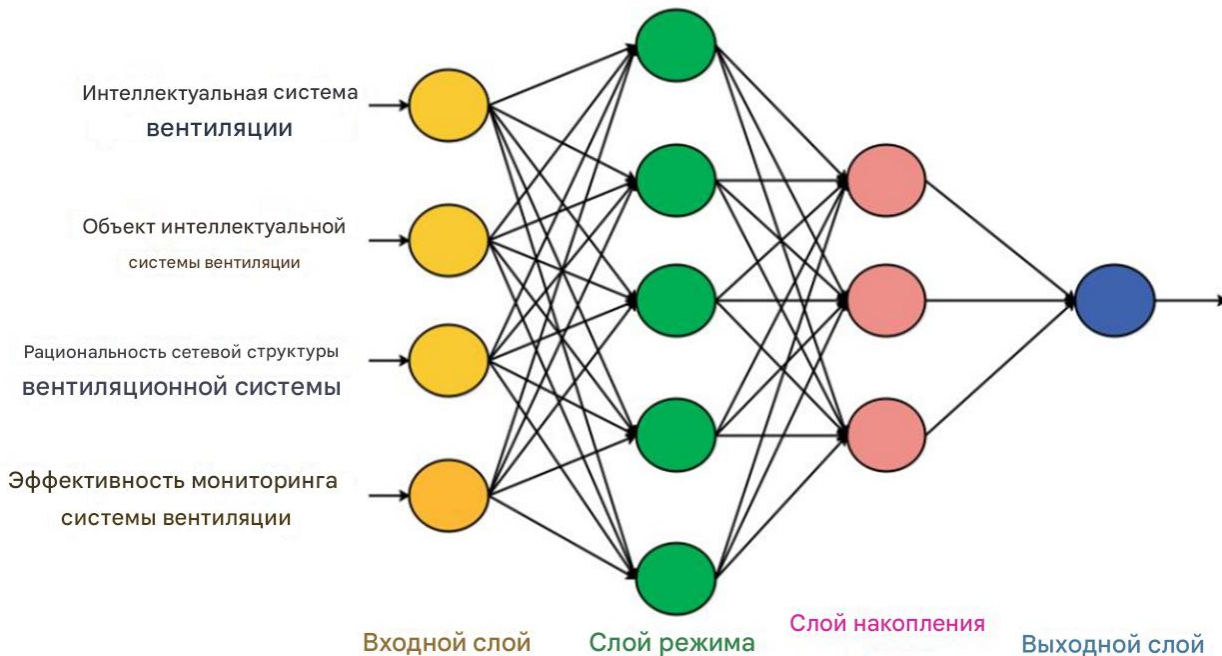 Интеллектуальная система
вентиляции
Объект интеллектуальной
системы вентиляции
Рациональность сетевой структуры
вентиляционной системы
Эффективность мониторинга
системы вентиляции
Входной слой
Слой режима
Слой накопления
Выходной слой